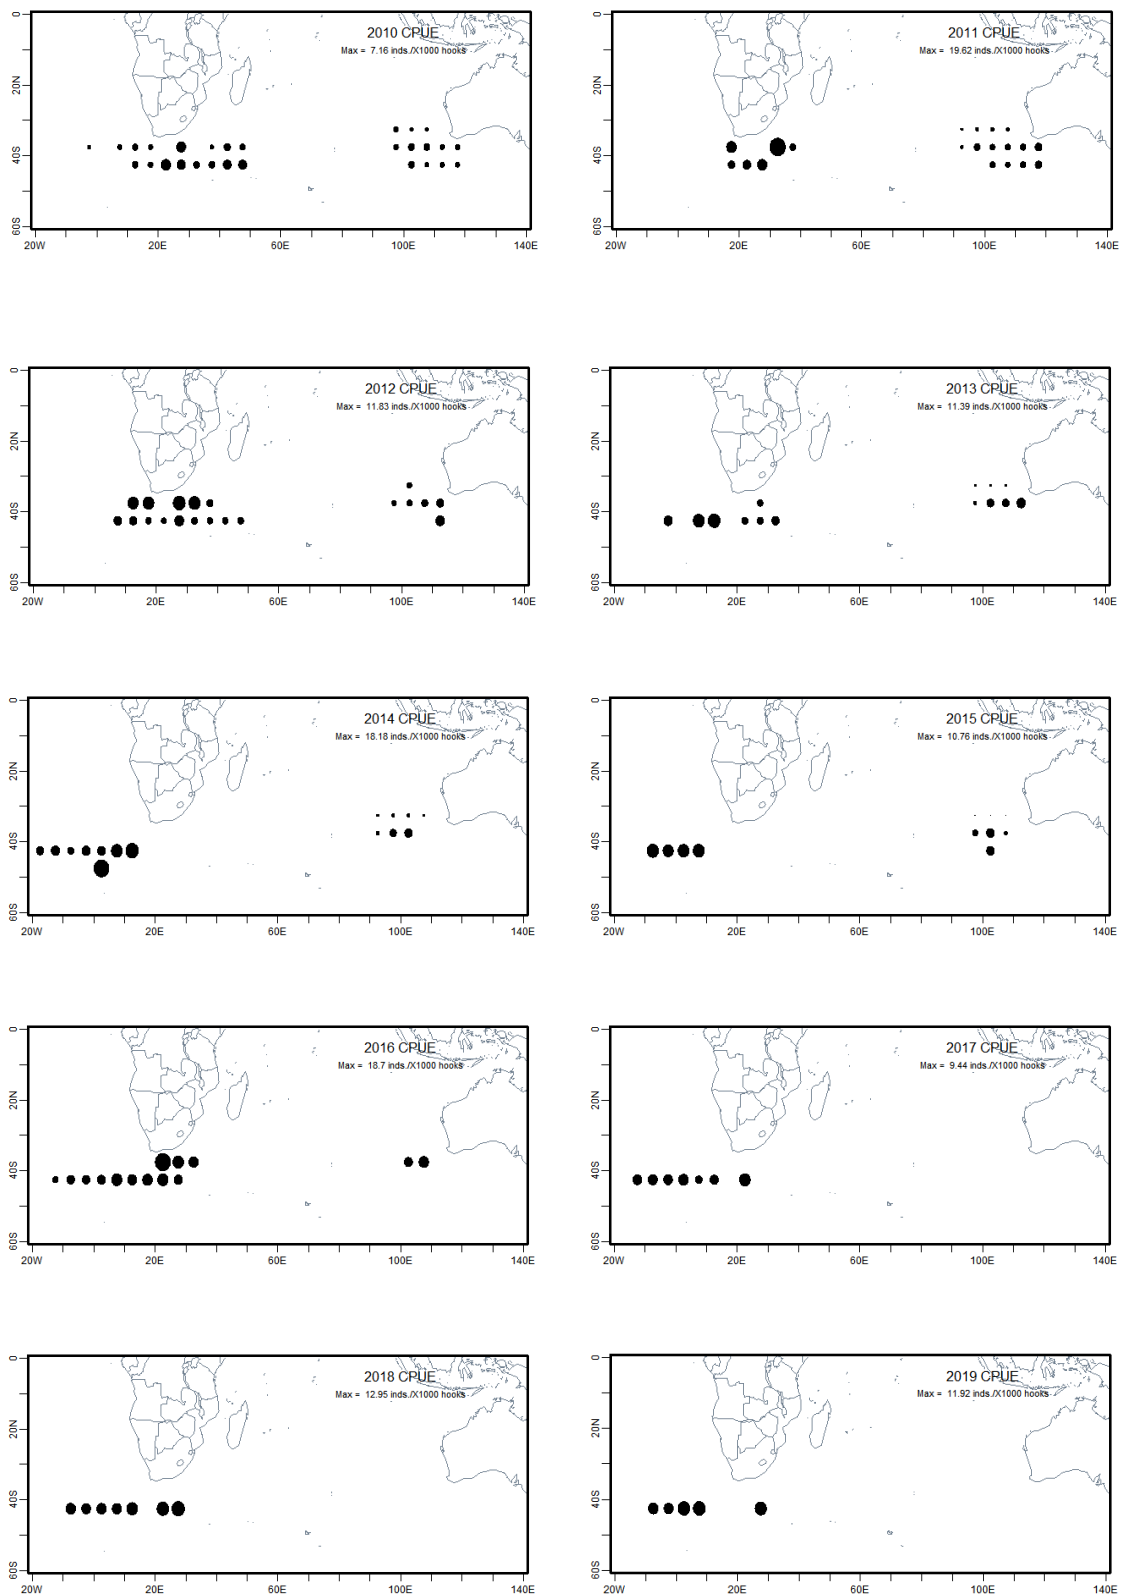 2010 CPUE
Max = 7.16 inds./X1000 hooks
0
20N
40S
60S
20W 20E 60E 100E 140E
2011 CPUE
Max = 19.62 inds./X1000 hooks
0
20N
40S
60S
20W 20E 60E 100E 140E
2012 CPUE
Max = 11.83 inds./X1000 hooks
0
20N
40S
60S
20W 20E 60E 100E 140E
2013 CPUE
Max = 11.39 inds./X1000 hooks
0
20N
40S
60S
20W 20E 60E 100E 140E
2014 CPUE
Max = 18.18 inds./X1000 hooks
0
20N
40S
60S
20W 20E 60E 100E 140E
2015 CPUE
Max = 10.76 inds./X1000 hooks
0
20N
40S
60S
20W 20E 60E 100E 140E
2016 CPUE
Max = 18.7 inds./X1000 hooks
0
20N
40S
60S
20W 20E 60E 100E 140E
2017 CPUE
Max = 9.44 inds./X1000 hooks
0
20N
40S
60S
20W 20E 60E 100E 140E
2018 CPUE
Max = 12.95 inds./X1000 hooks
0
20N
40S
60S
20W 20E 60E 100E 140E
2019 CPUE
Max = 11.92 inds./X1000 hooks
0
20N
40S
60S
20W 20E 60E 100E 140E